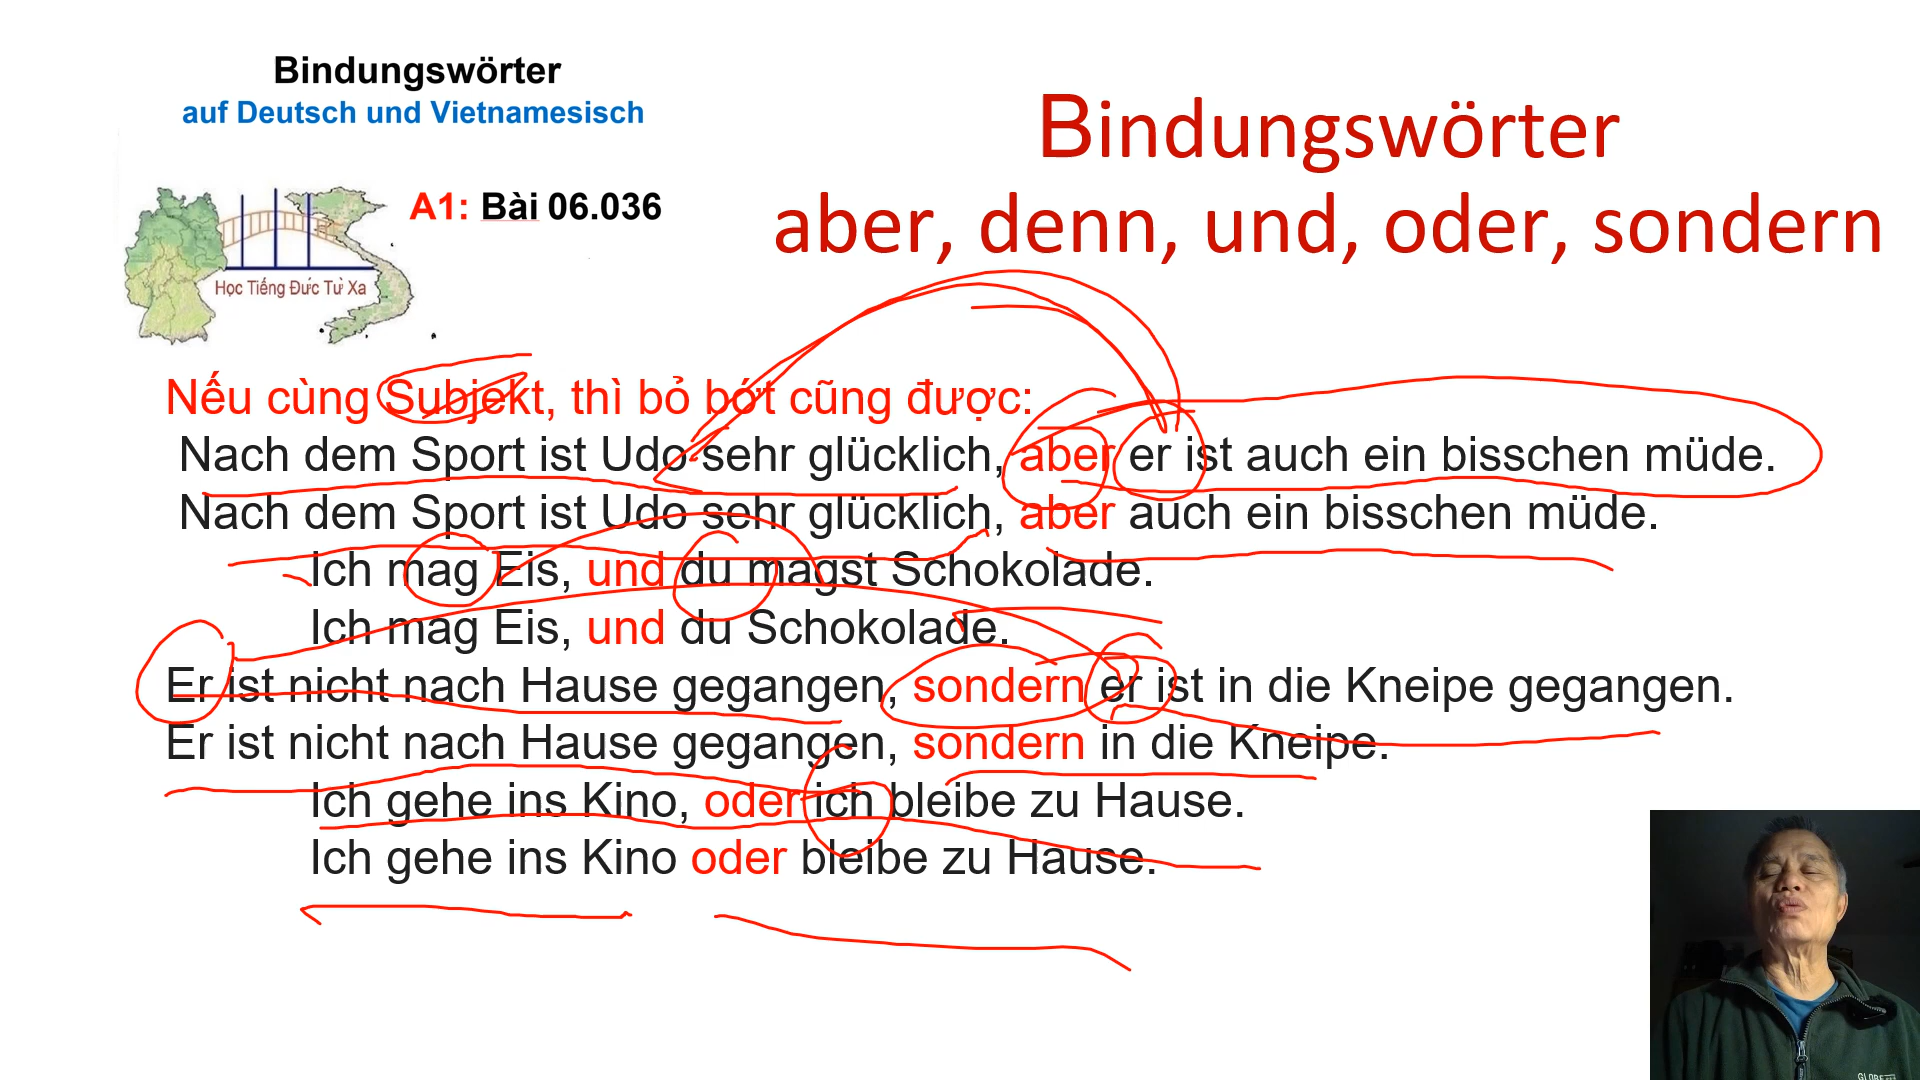 Bindungswörter
auf Deutsch und Vietnamesisch
A1: Bài 06.036
Học Tiếng Đức Từ Xa
Bindungswörter
aber, denn, und, oder, sondern
Nếu cùng Subjekt, thì bỏ bớt cũng được:
Nach dem Sport ist Udo sehr glücklich, aber er ist auch ein bisschen müde.
Nach dem Sport ist Udo sehr glücklich, aber auch ein bisschen müde.
Ich mag Eis, und du magst Schokolade.
Ich mag Eis, und du Schokolade.
Er ist nicht nach Hause gegangen, sondern er ist in die Kneipe gegangen.
Er ist nicht nach Hause gegangen, sondern in die Kneipe.
Ich gehe ins Kino, oder ich bleibe zu Hause.
Ich gehe ins Kino oder bleibe zu Hause.